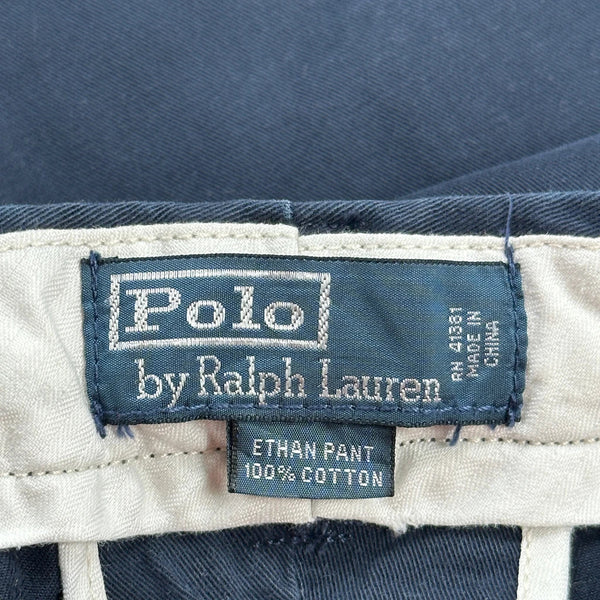 Polo
by Ralph Lauren
RN 41381
MADE IN
CHINA
ETHAN PANT
100% COTTON